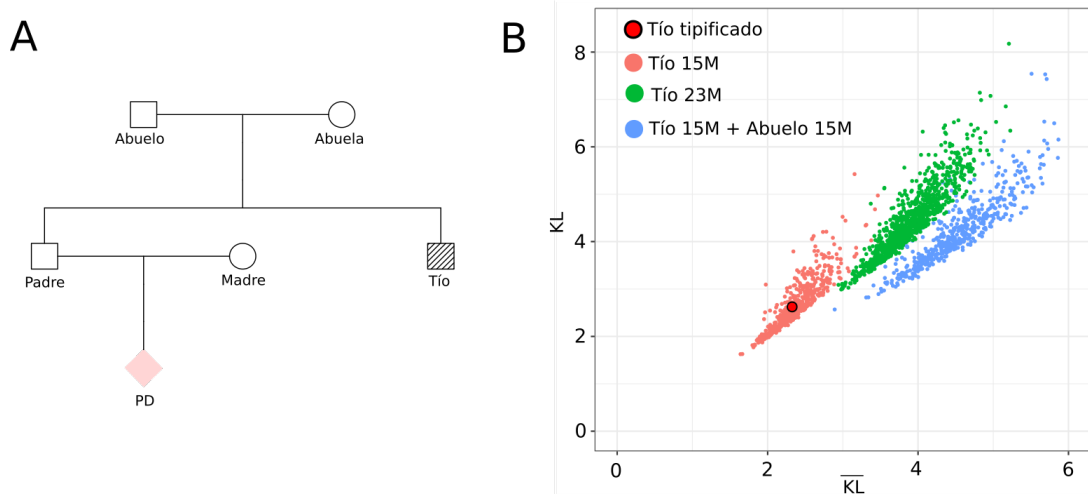 A
Abuelo
Abuela
Padre
Madre
Tío
PD
B
Tío tipificado
Tío 15M
Tío 23M
Tío 15M + Abuelo 15M
KL
8
6
4
2
0
0 2 4 6
KL